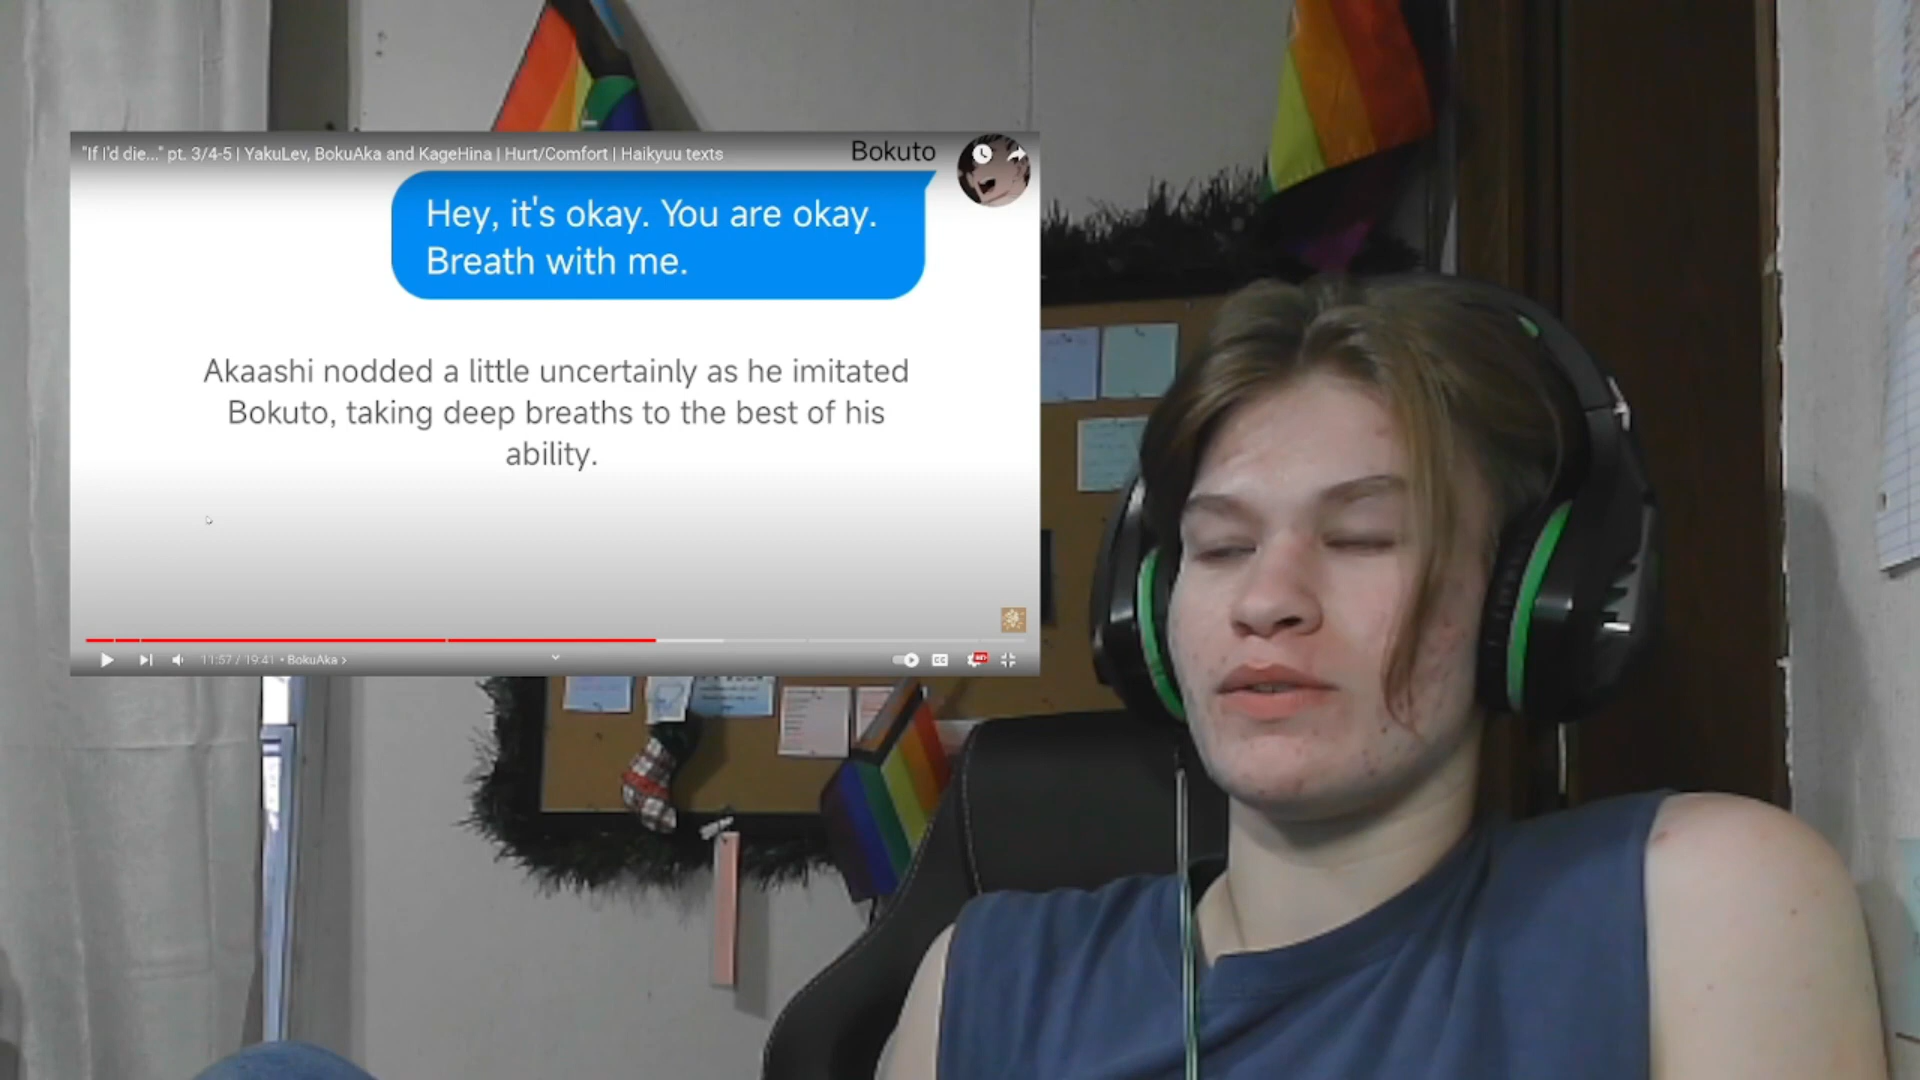 "If I'd die..." pt. 3/4-5 | YakuLev, BokuAka and KageHina | Hurt/Comfort | Haikyuu texts
Bokuto
Hey, it's okay. You are okay.
Breath with me.
Akaashi nodded a little uncertainly as he imitated
Bokuto, taking deep breaths to the best of his
ability.
11:57 / 19:41 • BokuAka >
CC
HD